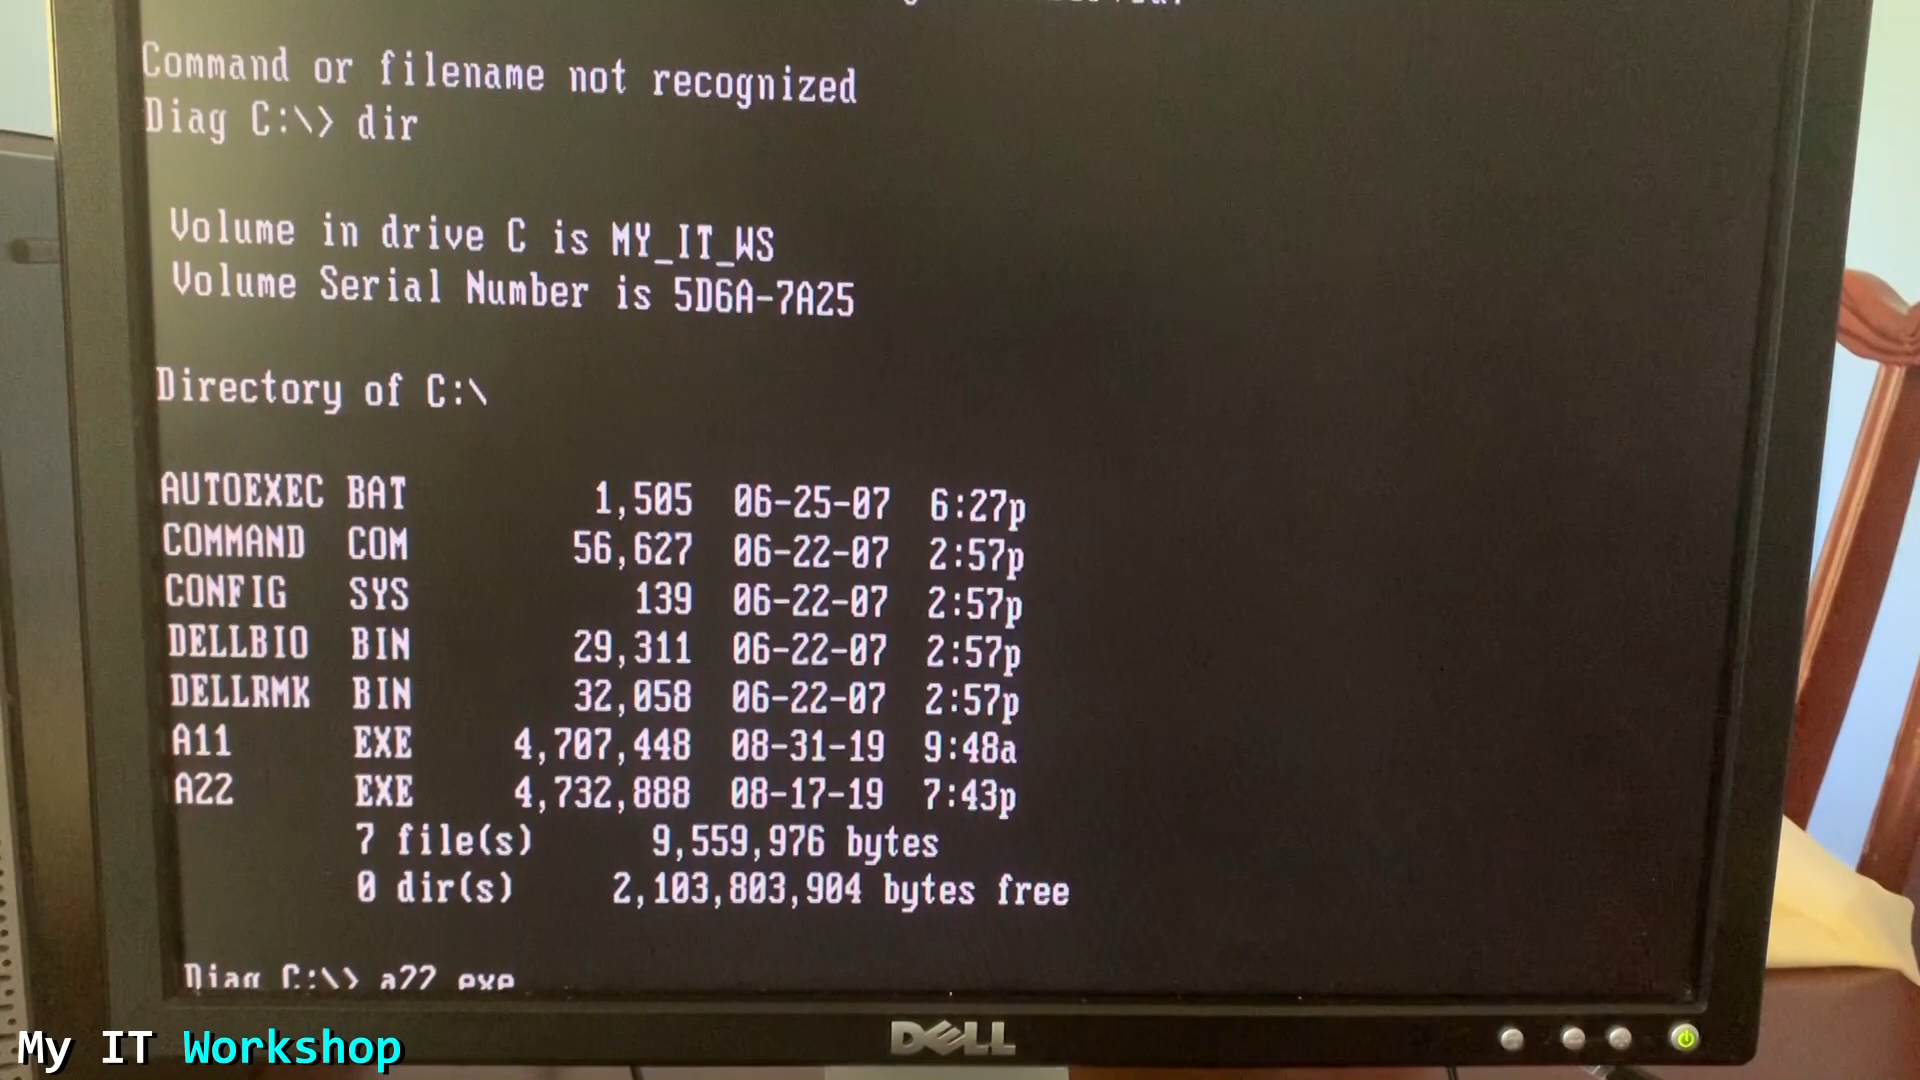 Command or filename not recognized
Diag C:\> dir
Volume in drive C is MY_IT_WS
Volume Serial Number is 5D6A-7A25
Directory of C:\
AUTOEXEC BAT 1,505 06-25-07 6:27p
COMMAND COM 56,627 06-22-07 2:57p
CONFIG SYS 139 06-22-07 2:57p
DELLBIO BIN 29,311 06-22-07 2:57p
DELLRMK BIN 32,058 06-22-07 2:57p
A11 EXE 4,707,448 08-31-19 9:48a
A22 EXE 4,732,888 08-17-19 7:43p
7 file(s) 9,559,976 bytes
0 dir(s) 2,103,803,904 bytes free
Diag C:\> a22 exe
DELL
My IT Workshop